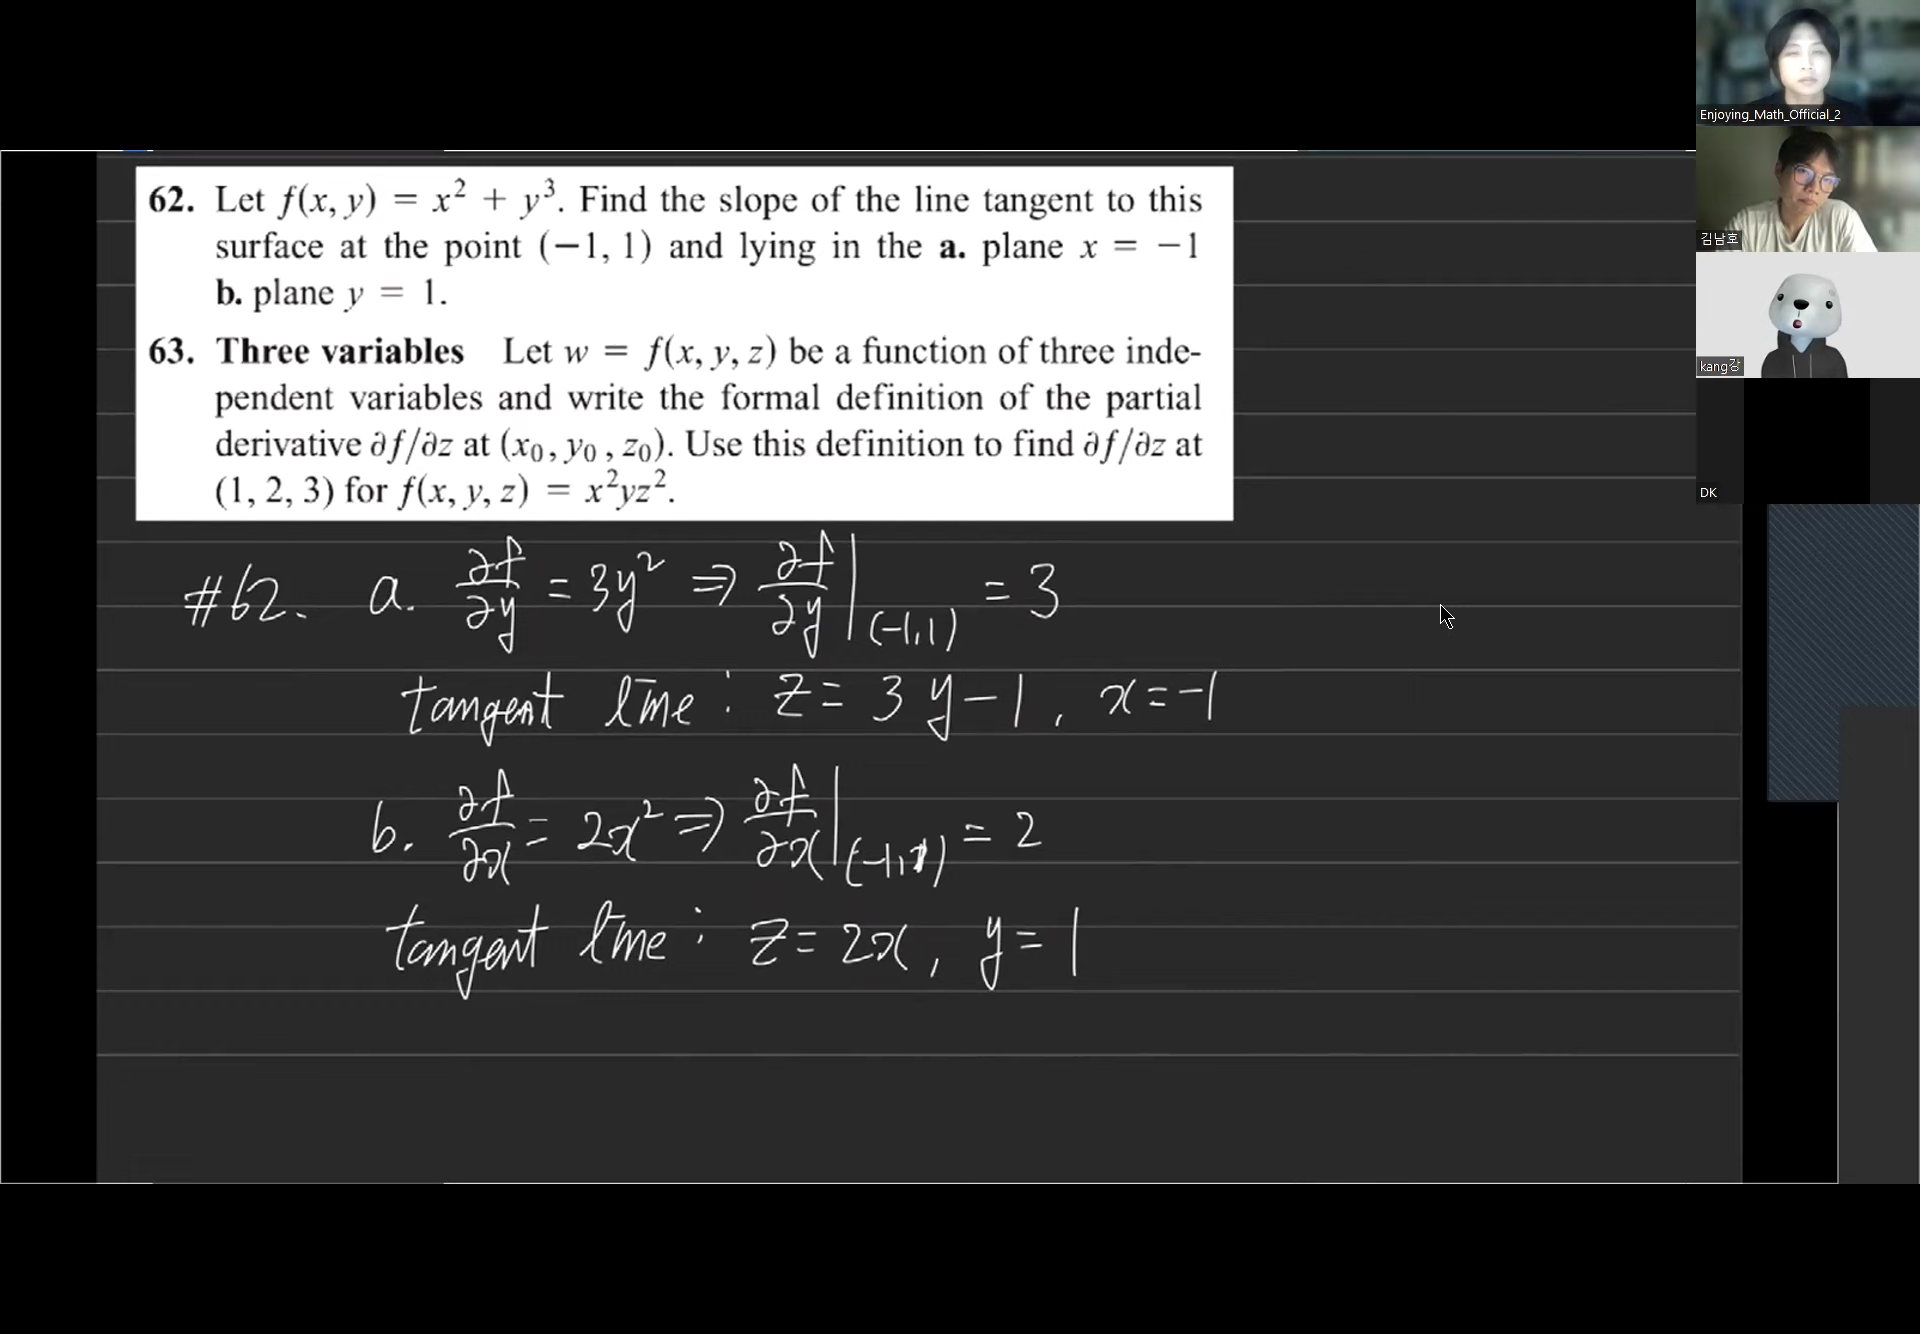 Enjoying_Math_Official_2
김남호
kang강
DK
62. Let f(x, y) = x² + y³. Find the slope of the line tangent to this
surface at the point (−1, 1) and lying in the a. plane x = −1
b. plane y = 1.
63. Three variables Let w = f(x, y, z) be a function of three inde-
pendent variables and write the formal definition of the partial
derivative ∂f/∂z at (x₀, y₀, z₀). Use this definition to find ∂f/∂z at
(1, 2, 3) for f(x, y, z) = x²yz².
#62. a. ∂f/∂y = 3y² ⇒ ∂f/∂y|(-1,1) = 3
tangent line : z = 3y-1, x=-1
b. ∂f/∂x = 2x² ⇒ ∂f/∂x|(-1,1) = 2
tangent line : z = 2x, y = 1